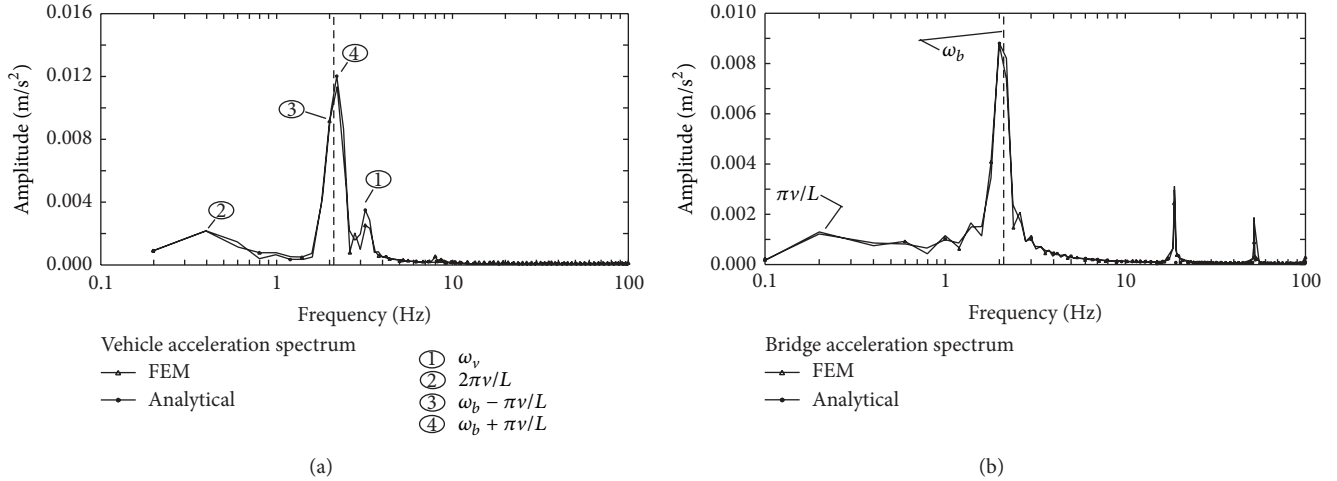 0.016
0.012
0.008
0.004
0.000
Amplitude (m/s²)
0.1
1
10
100
Frequency (Hz)
④
③
①
②
Vehicle acceleration spectrum
FEM
Analytical
① ωᵥ
② 2πv/L
③ ω_b − πv/L
④ ω_b + πv/L
(a)
0.010
0.008
0.006
0.004
0.002
0.000
Amplitude (m/s²)
0.1
1
10
100
Frequency (Hz)
ω_b
πv/L
Bridge acceleration spectrum
FEM
Analytical
(b)